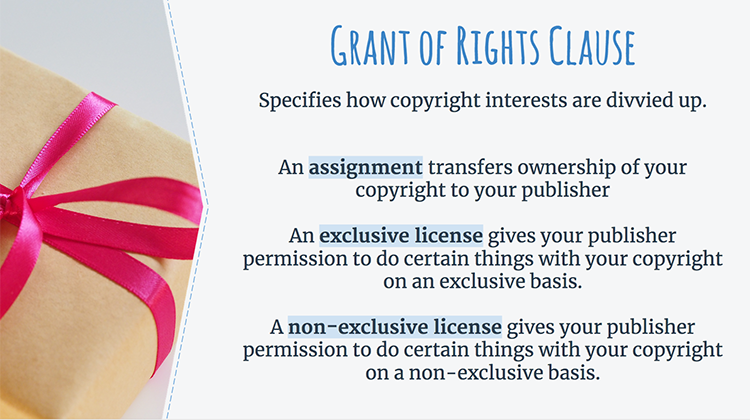 Grant of Rights Clause
Specifies how copyright interests are divvied up.
An assignment transfers ownership of your
copyright to your publisher
An exclusive license gives your publisher
permission to do certain things with your copyright
on an exclusive basis.
A non-exclusive license gives your publisher
permission to do certain things with your copyright
on a non-exclusive basis.